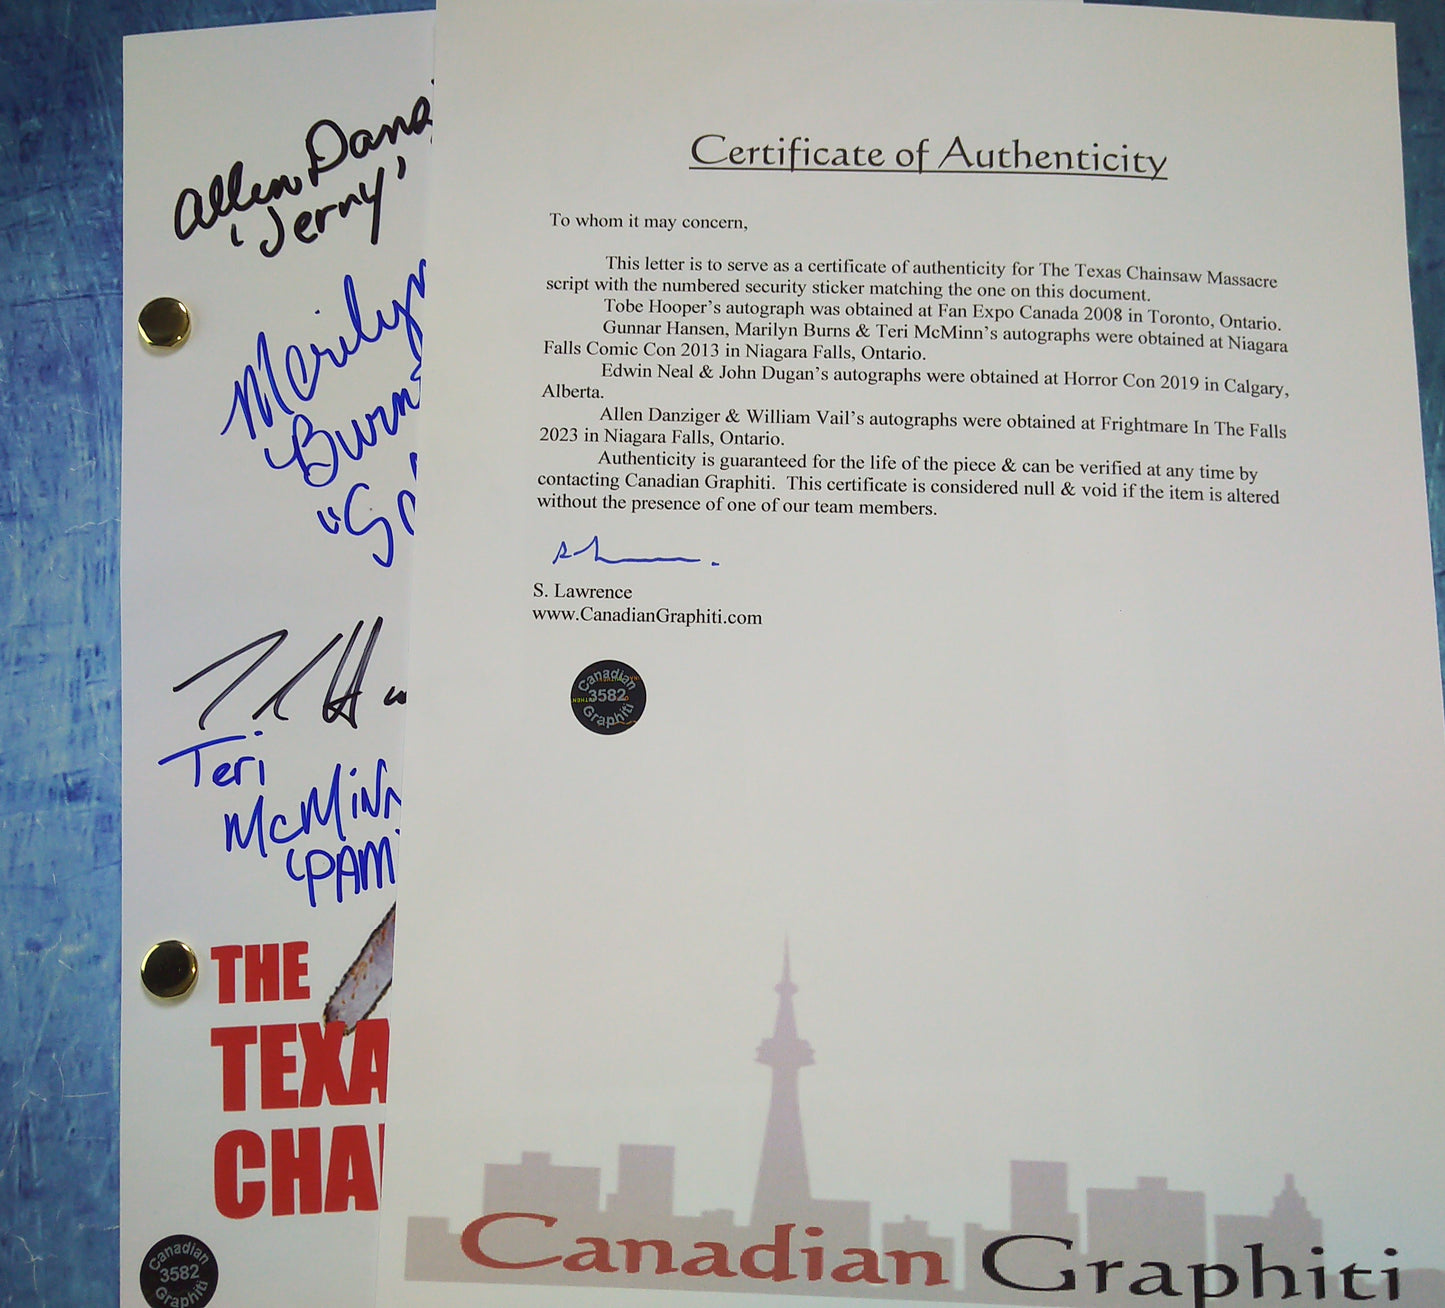 Allen Danz
'Jerry'
Marilyn
Burns
"Sal
Teri
McMinn
'PAM'
THE
TEXA
CHA
Canadian
3582
Graphiti
Certificate of Authenticity
To whom it may concern,
This letter is to serve as a certificate of authenticity for The Texas Chainsaw Massacre
script with the numbered security sticker matching the one on this document.
Tobe Hooper's autograph was obtained at Fan Expo Canada 2008 in Toronto, Ontario.
Gunnar Hansen, Marilyn Burns & Teri McMinn's autographs were obtained at Niagara
Falls Comic Con 2013 in Niagara Falls, Ontario.
Edwin Neal & John Dugan's autographs were obtained at Horror Con 2019 in Calgary,
Alberta.
Allen Danziger & William Vail's autographs were obtained at Frightmare In The Falls
2023 in Niagara Falls, Ontario.
Authenticity is guaranteed for the life of the piece & can be verified at any time by
contacting Canadian Graphiti. This certificate is considered null & void if the item is altered
without the presence of one of our team members.
S. Lawrence
www.CanadianGraphiti.com
Canadian
3582
Graphiti
Canadian Graphiti